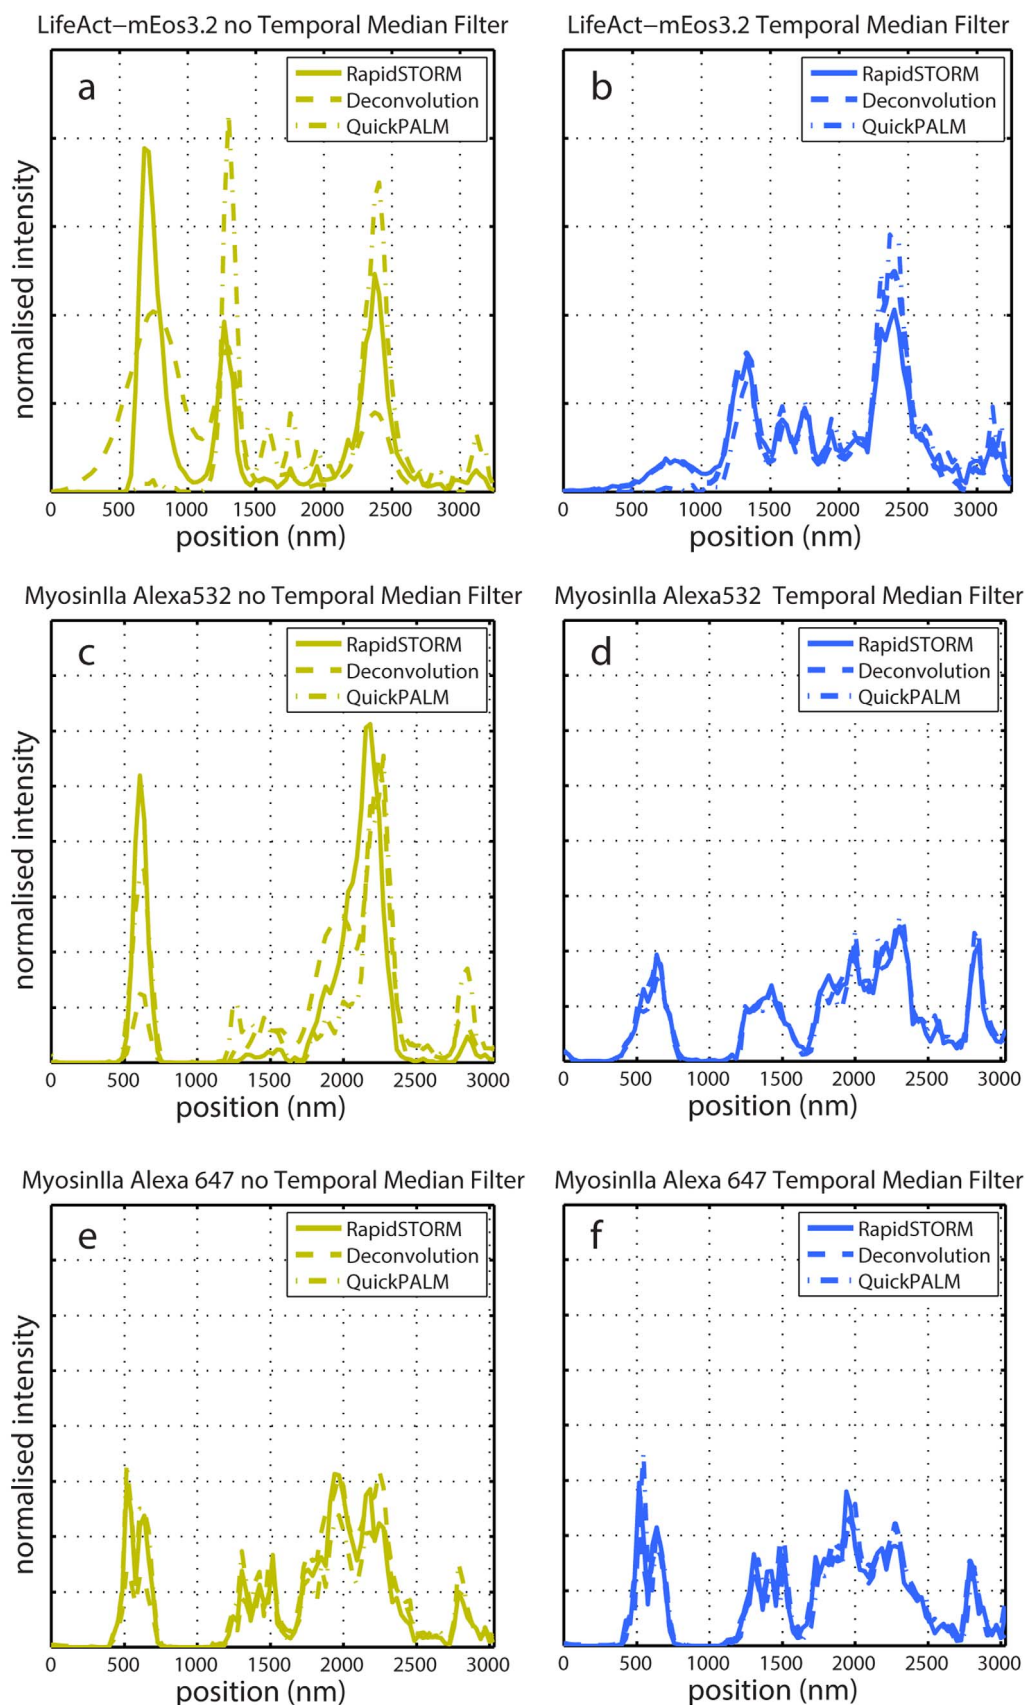 LifeAct−mEos3.2 no Temporal Median Filter
a
RapidSTORM
Deconvolution
QuickPALM
normalised intensity
0 500 1000 1500 2000 2500 3000
position (nm)
LifeAct−mEos3.2 Temporal Median Filter
b
RapidSTORM
Deconvolution
QuickPALM
0 500 1000 1500 2000 2500 3000
position (nm)
MyosinIIa Alexa532 no Temporal Median Filter
c
RapidSTORM
Deconvolution
QuickPALM
normalised intensity
0 500 1000 1500 2000 2500 3000
position (nm)
MyosinIIa Alexa532 Temporal Median Filter
d
RapidSTORM
Deconvolution
QuickPALM
0 500 1000 1500 2000 2500 3000
position (nm)
MyosinIIa Alexa 647 no Temporal Median Filter
e
RapidSTORM
Deconvolution
QuickPALM
normalised intensity
0 500 1000 1500 2000 2500 3000
position (nm)
MyosinIIa Alexa 647 Temporal Median Filter
f
RapidSTORM
Deconvolution
QuickPALM
0 500 1000 1500 2000 2500 3000
position (nm)